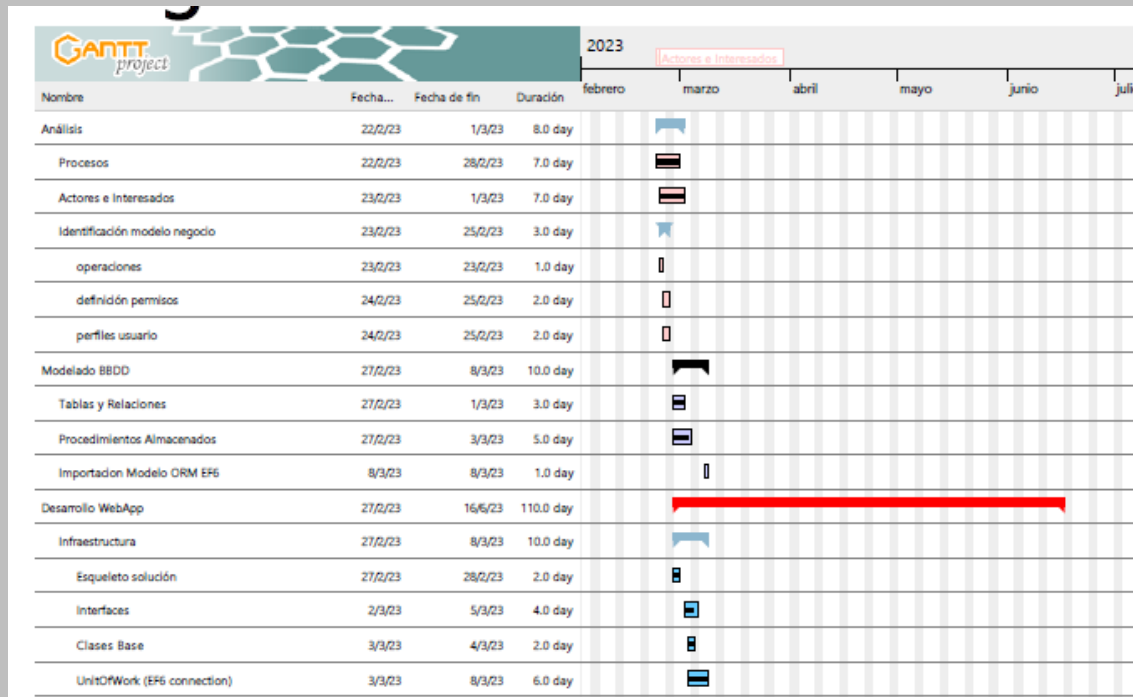 GANTT
project
2023
Actores e Interesados
febrero marzo abril mayo junio
Nombre Fecha... Fecha de fin Duración
Análisis 22/2/23 1/3/23 8.0 day
Procesos 22/2/23 28/2/23 7.0 day
Actores e Interesados 23/2/23 1/3/23 7.0 day
Identificación modelo negocio 23/2/23 25/2/23 3.0 day
operaciones 23/2/23 23/2/23 1.0 day
definición permisos 24/2/23 25/2/23 2.0 day
perfiles usuario 24/2/23 25/2/23 2.0 day
Modelado BBDD 27/2/23 8/3/23 10.0 day
Tablas y Relaciones 27/2/23 1/3/23 3.0 day
Procedimientos Almacenados 27/2/23 3/3/23 5.0 day
Importacion Modelo ORM EF6 8/3/23 8/3/23 1.0 day
Desarrollo WebApp 27/2/23 16/6/23 110.0 day
Infraestructura 27/2/23 8/3/23 10.0 day
Esqueleto solución 27/2/23 28/2/23 2.0 day
Interfaces 2/3/23 5/3/23 4.0 day
Clases Base 3/3/23 4/3/23 2.0 day
UnitOfWork (EF6 connection) 3/3/23 8/3/23 6.0 day